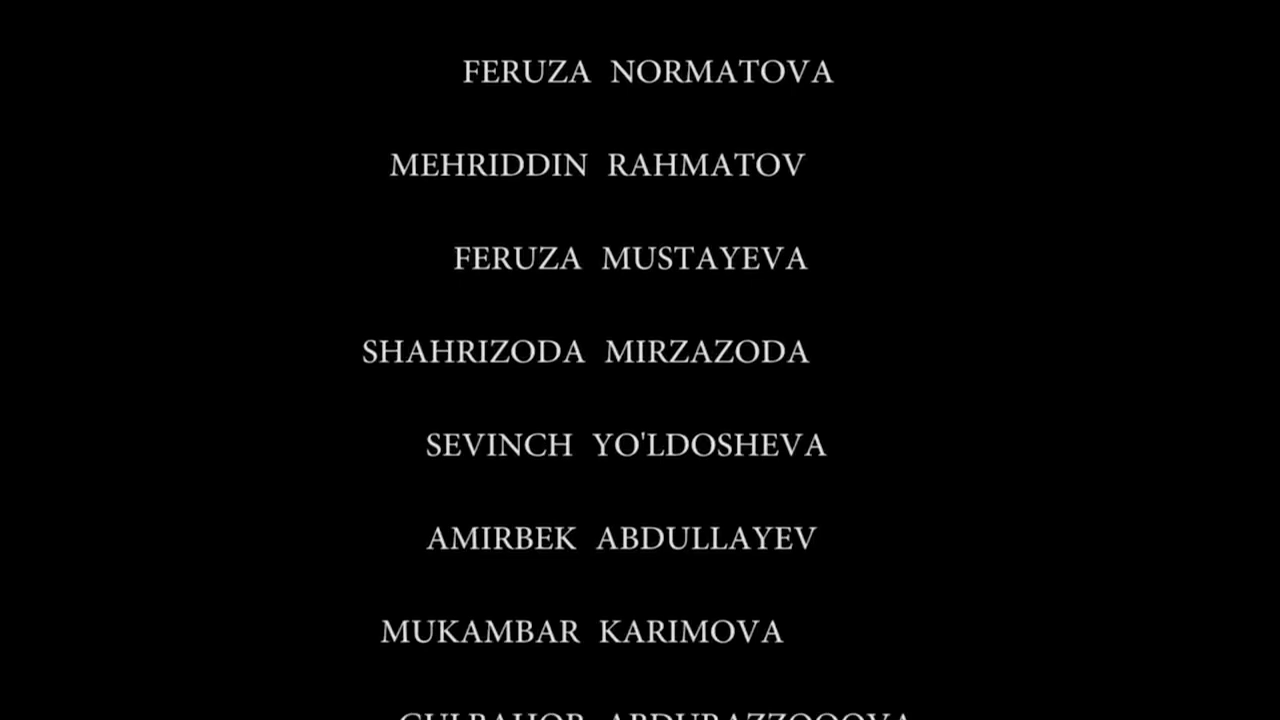 FERUZA NORMATOVA
MEHRIDDIN RAHMATOV
FERUZA MUSTAYEVA
SHAHRIZODA MIRZAZODA
SEVINCH YO'LDOSHEVA
AMIRBEK ABDULLAYEV
MUKAMBAR KARIMOVA